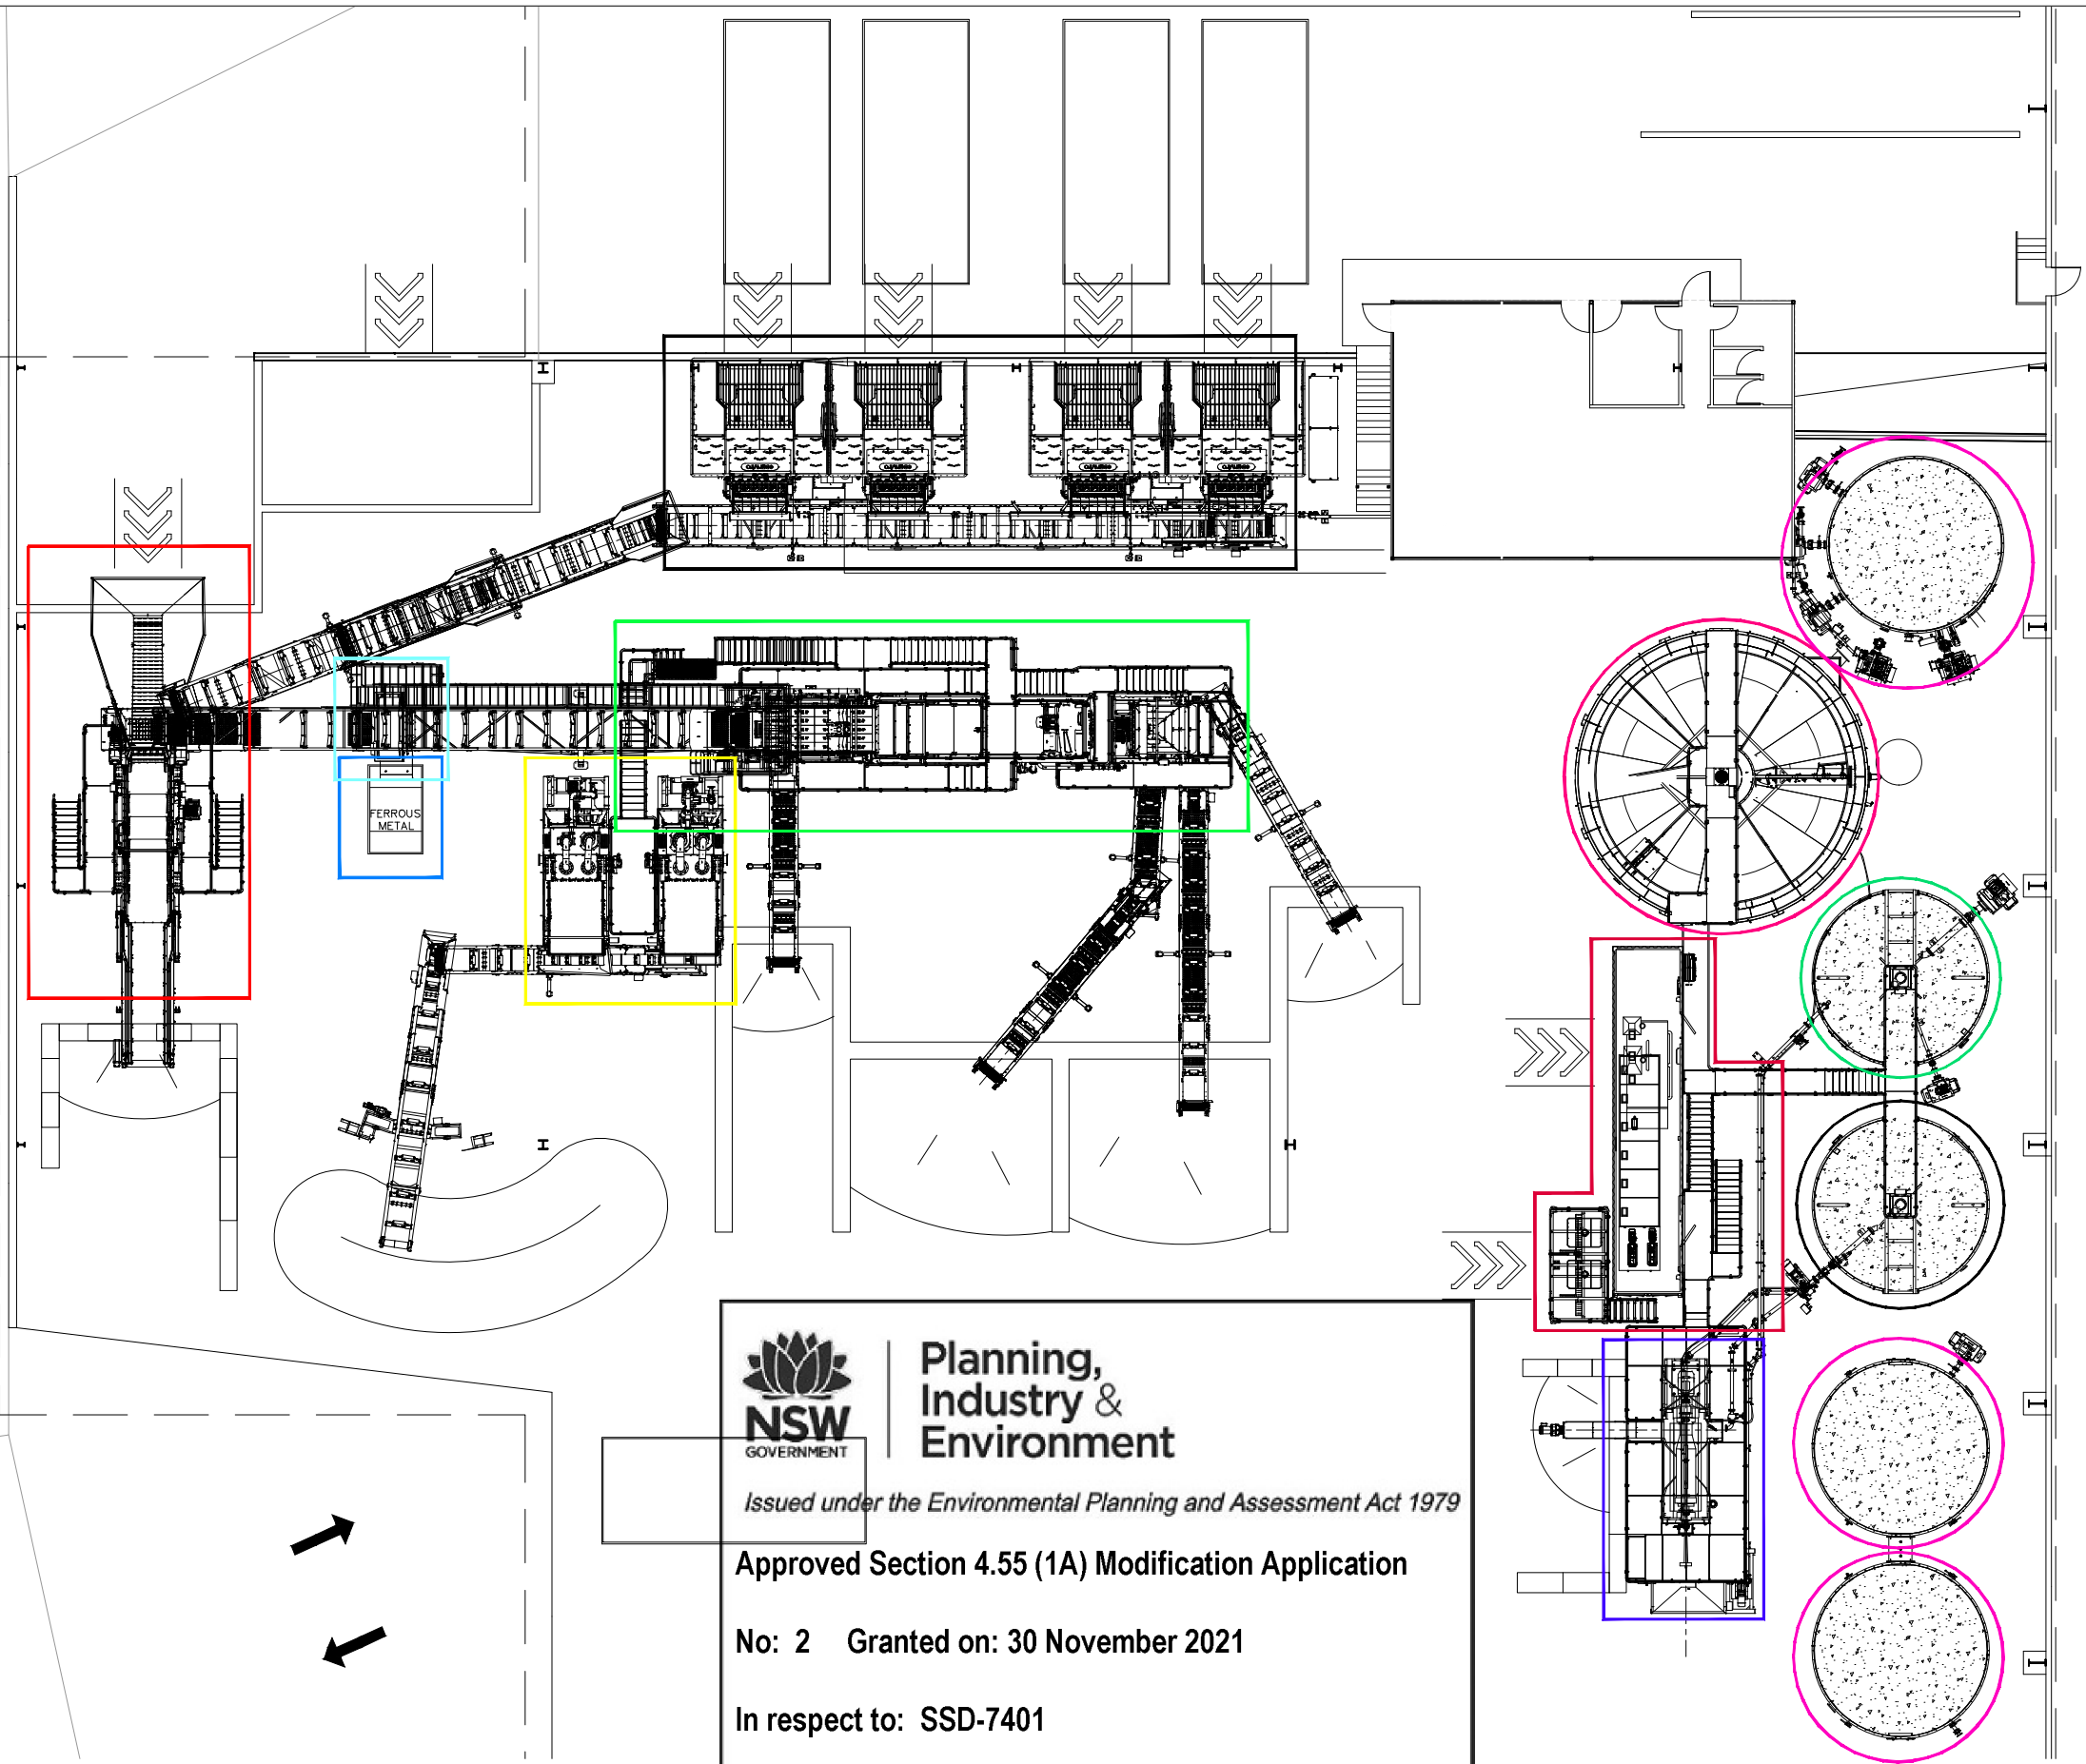 FERROUS
METAL
NSW
GOVERNMENT
Planning,
Industry &
Environment
Issued under the Environmental Planning and Assessment Act 1979
Approved Section 4.55 (1A) Modification Application
No: 2 Granted on: 30 November 2021
In respect to: SSD-7401